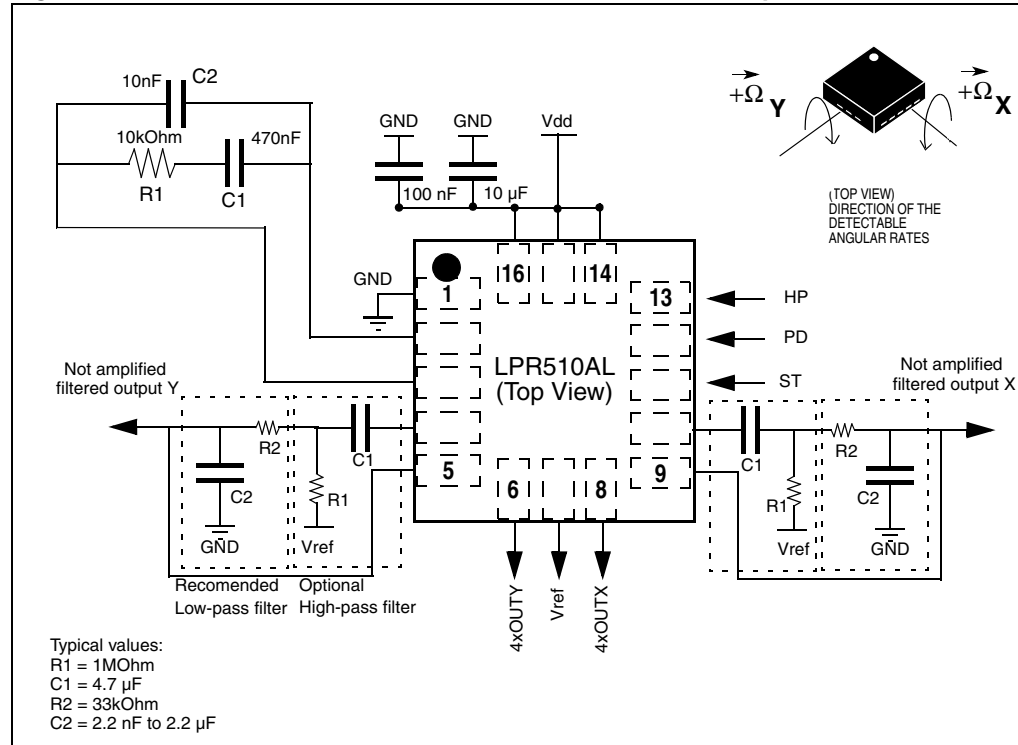 10nF C2
10kOhm 470nF
R1 C1
GND GND Vdd
100 nF 10 µF
+Ω Y +Ω X
(TOP VIEW)
DIRECTION OF THE
DETECTABLE
ANGULAR RATES
GND
1
16
14
13
HP
PD
ST
LPR510AL
(Top View)
Not amplified
filtered output Y
R2
C1
C2
R1
GND
Vref
Recomended
Low-pass filter
Optional
High-pass filter
5
6
8
9
4xOUTY
Vref
4xOUTX
Not amplified
filtered output X
C1
R2
R1
C2
Vref
GND
Typical values:
R1 = 1MOhm
C1 = 4.7 µF
R2 = 33kOhm
C2 = 2.2 nF to 2.2 µF